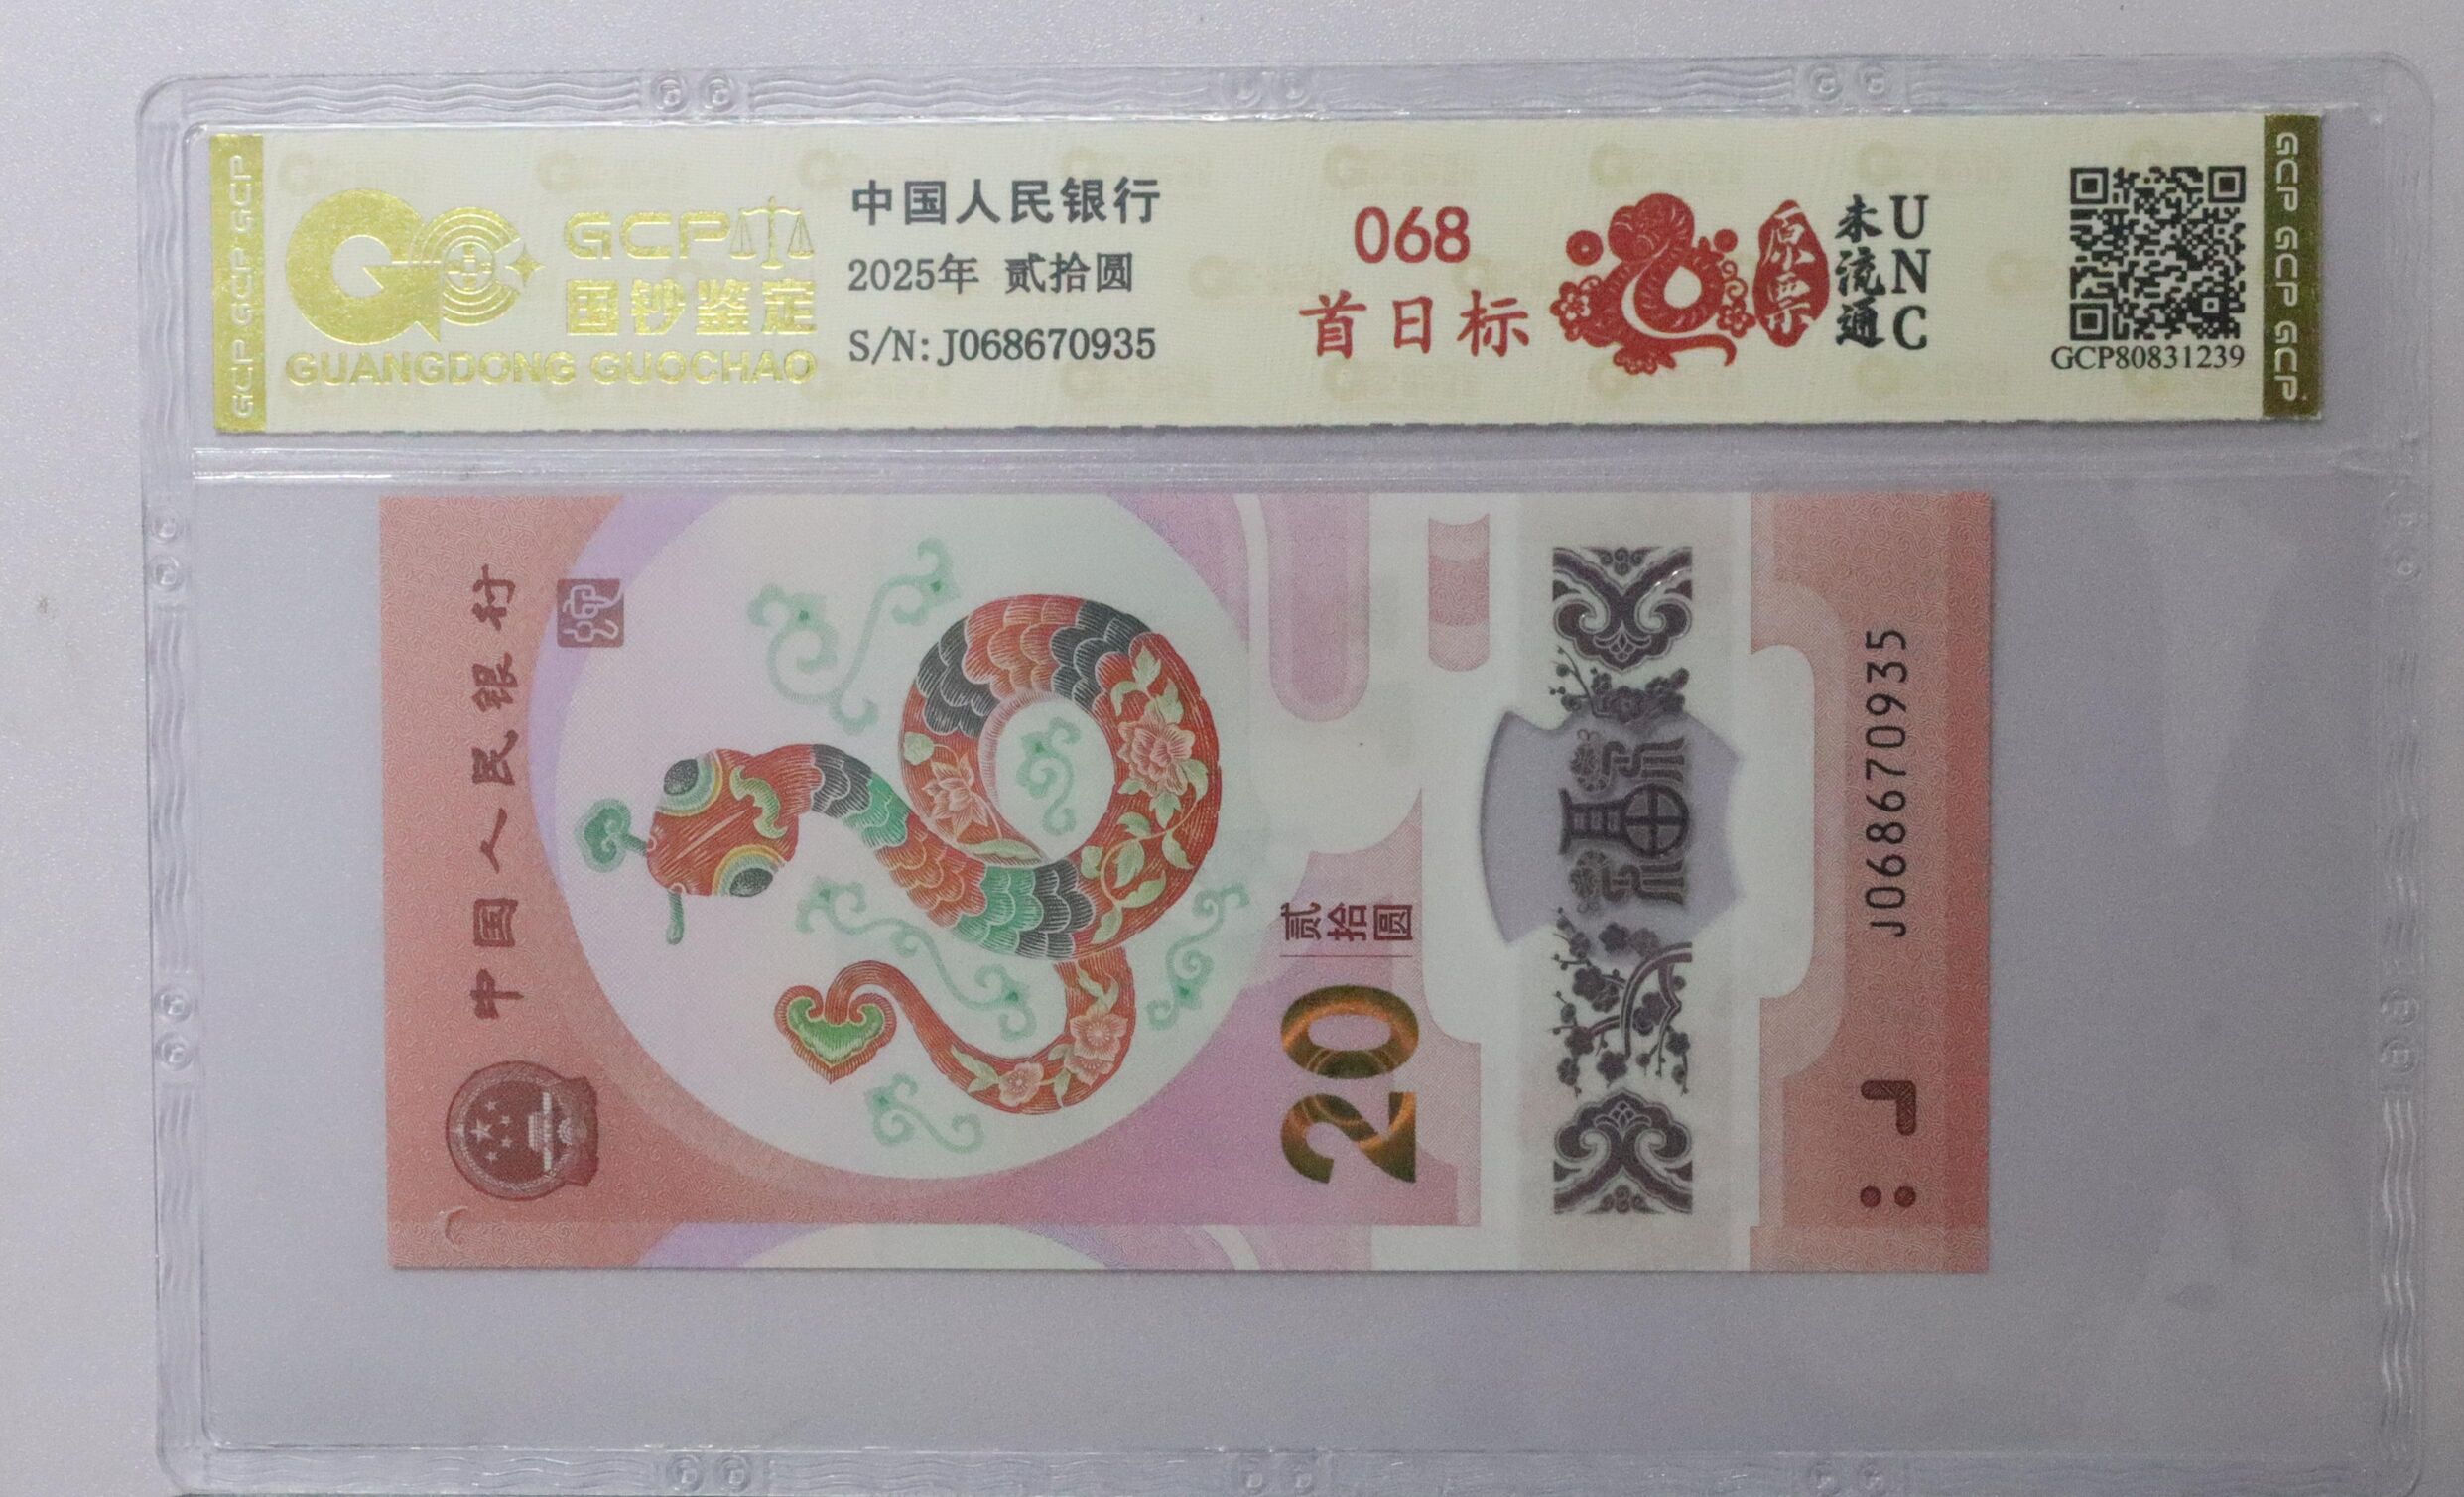 GCP GCP GCP
GCP
国钞鉴定
GUANGDONG GUOCHAO
中国人民银行
2025年 贰拾圆
S/N:J068670935
068
首日标
原票
未流通
UNC
GCP80831239
GCP GCP GCP
中国人民银行
贰拾圆
20
福
J068670935